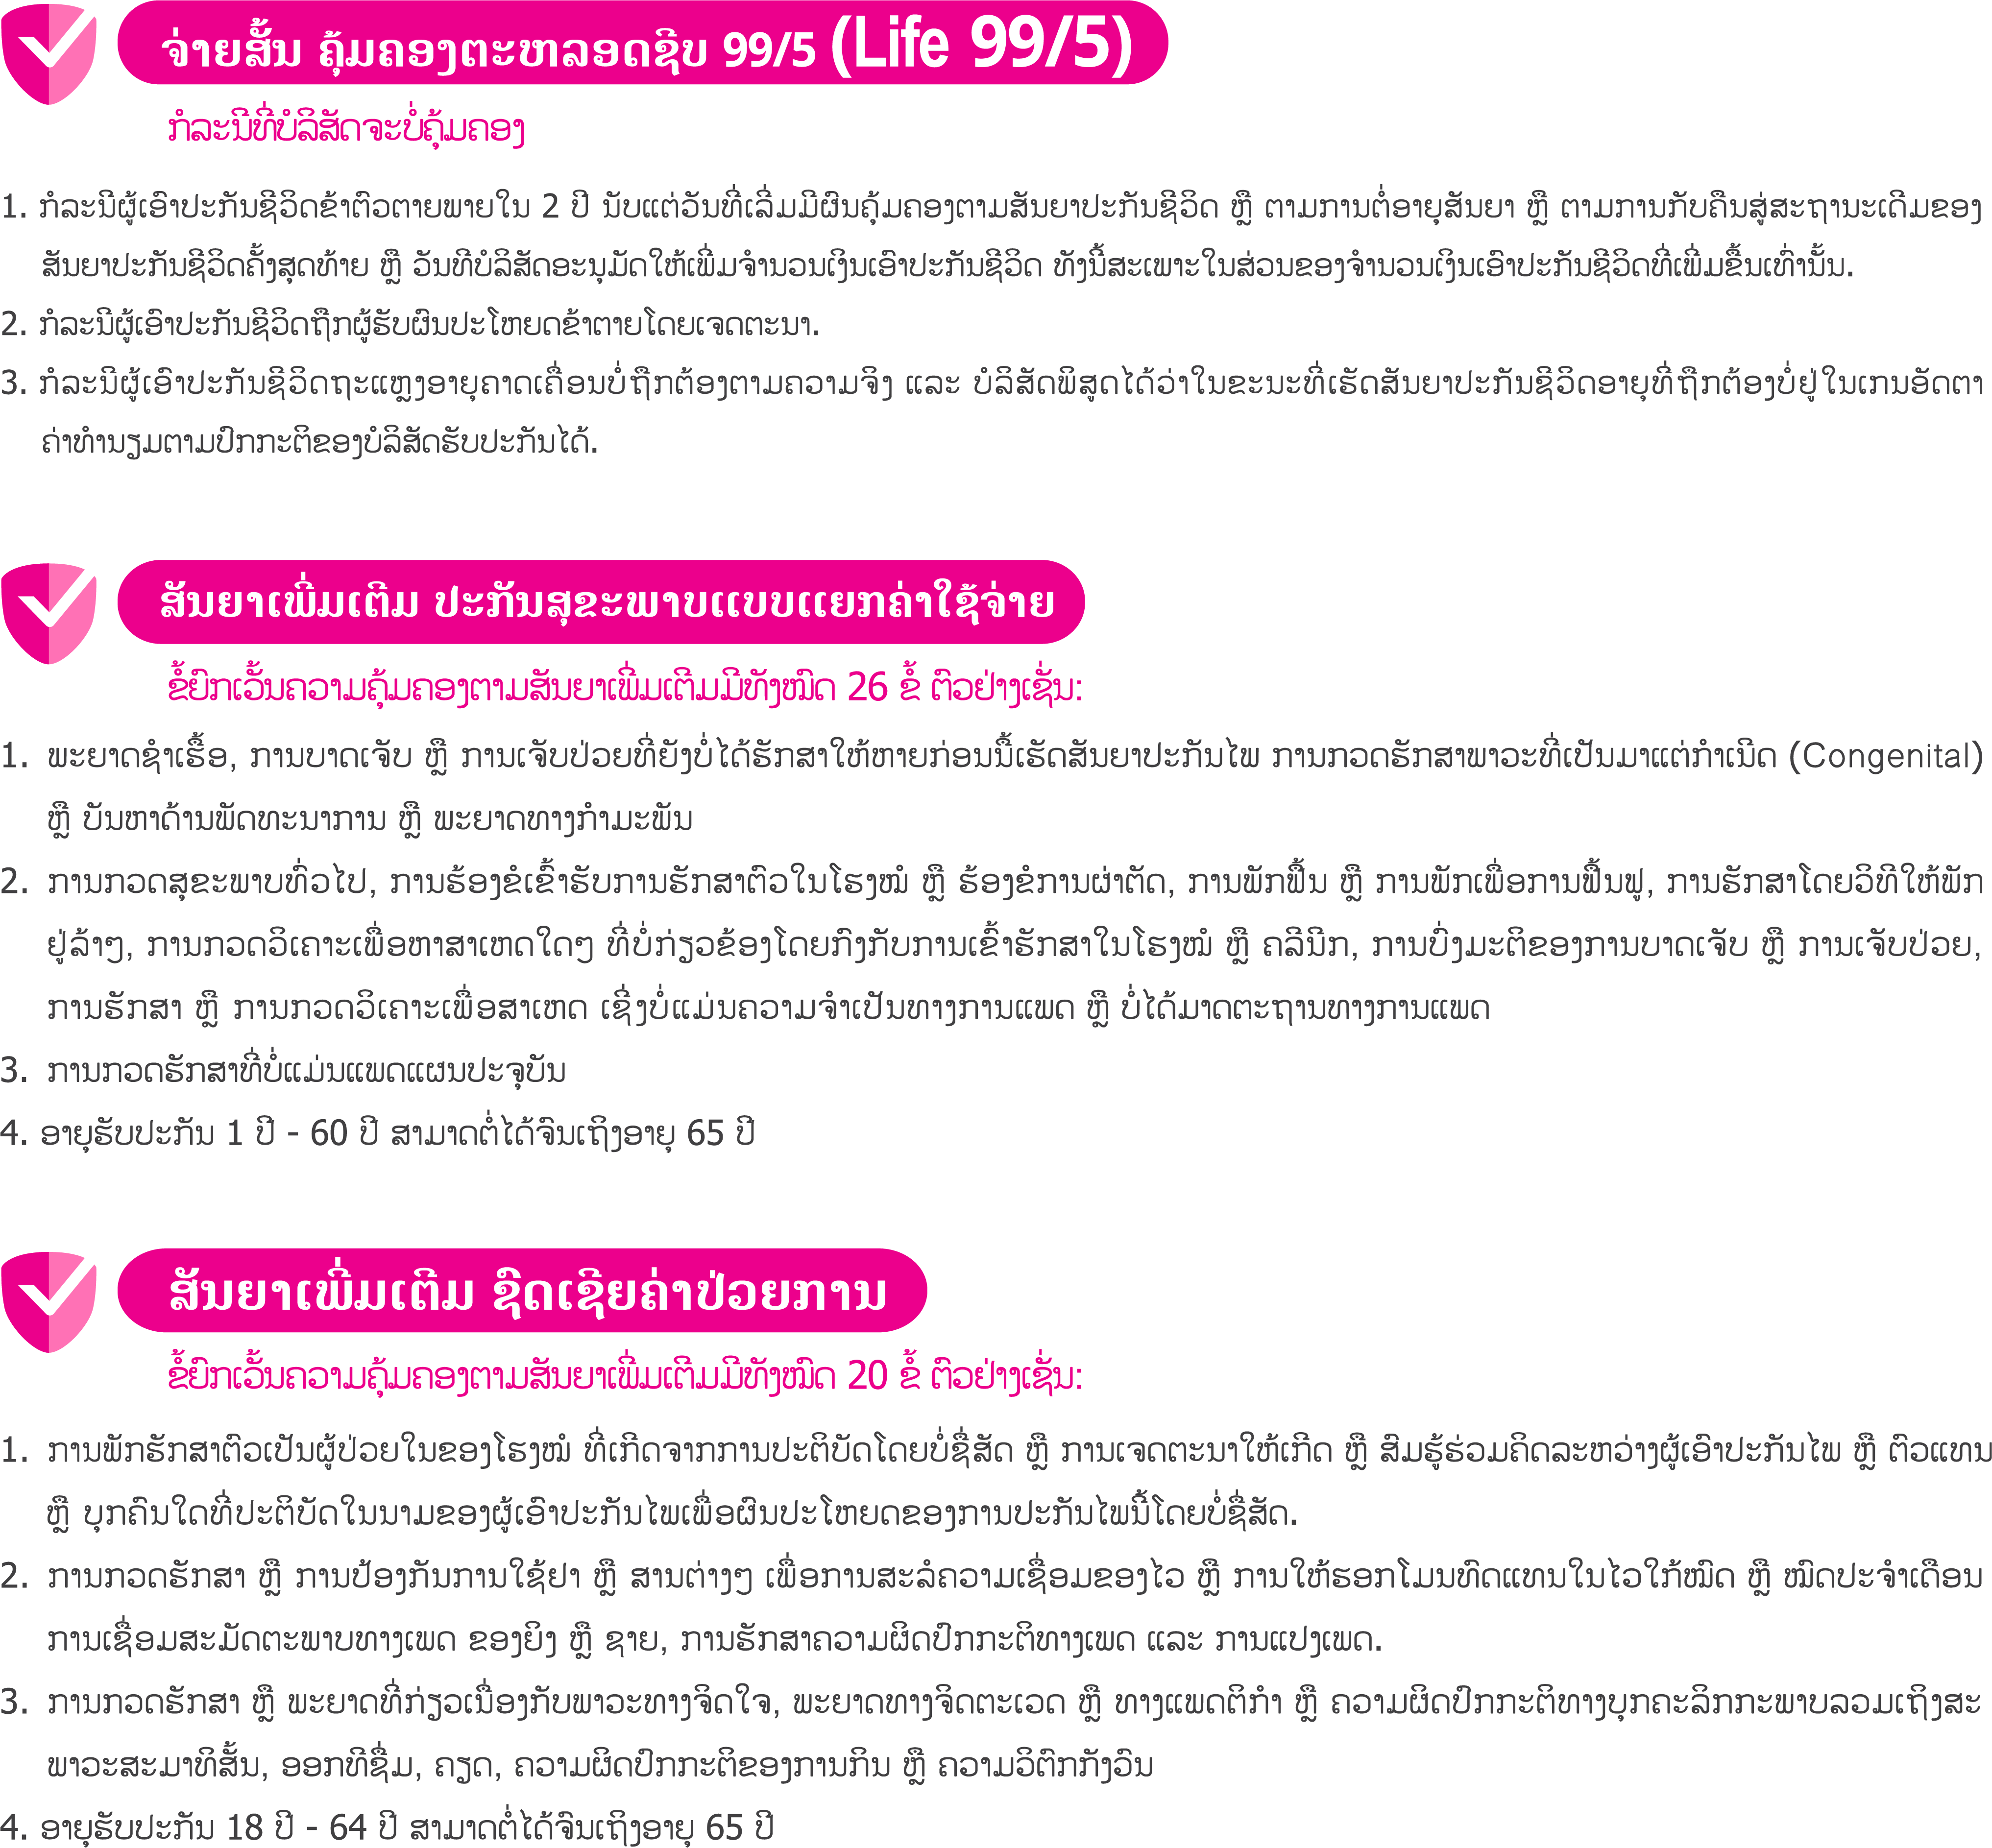 ຈ່າຍສັ້ນ ຄຸ້ມຄອງຕະຫລອດຊີບ 99/5 (Life 99/5)
ກໍລະນີທີ່ບໍລິສັດຈະບໍ່ຄຸ້ມຄອງ
1. ກໍລະນີຜູ້ເອົາປະກັນຊີວິດຂ້າຕົວຕາຍພາຍໃນ 2 ປີ ນັບແຕ່ວັນທີ່ເລີ່ມມີຜົນຄຸ້ມຄອງຕາມສັນຍາປະກັນຊີວິດ ຫຼື ຕາມການຕໍ່ອາຍຸສັນຍາ ຫຼື ຕາມການກັບຄືນສູ່ສະຖານະເດີມຂອງ
ສັນຍາປະກັນຊີວິດຄັ້ງສຸດທ້າຍ ຫຼື ວັນທີບໍລິສັດອະນຸມັດໃຫ້ເພີ່ມຈຳນວນເງິນເອົາປະກັນຊີວິດ ທັງນີ້ສະເພາະໃນສ່ວນຂອງຈຳນວນເງິນເອົາປະກັນຊີວິດທີ່ເພີ່ມຂື້ນເທົ່ານັ້ນ.
2. ກໍລະນີຜູ້ເອົາປະກັນຊີວິດຖືກຜູ້ຮັບຜົນປະໂຫຍດຂ້າຕາຍໂດຍເຈດຕະນາ.
3. ກໍລະນີຜູ້ເອົາປະກັນຊີວິດຖະແຫຼງອາຍຸຄາດເຄື່ອນບໍ່ຖືກຕ້ອງຕາມຄວາມຈິງ ແລະ ບໍລິສັດພິສູດໄດ້ວ່າໃນຂະນະທີ່ເຮັດສັນຍາປະກັນຊີວິດອາຍຸທີ່ຖືກຕ້ອງບໍ່ຢູ່ໃນເກນອັດຕາ
ຄ່າທຳນຽມຕາມປົກກະຕິຂອງບໍລິສັດຮັບປະກັນໄດ້.
ສັນຍາເພີ່ມເຕີມ ປະກັນສຸຂະພາບແບບແຍກຄ່າໃຊ້ຈ່າຍ
ຂໍ້ຍົກເວັ້ນຄວາມຄຸ້ມຄອງຕາມສັນຍາເພີ່ມເຕີມມີທັງໝົດ 26 ຂໍ້ ຕົວຢ່າງເຊັ່ນ:
1. ພະຍາດຊຳເຮື້ອ, ການບາດເຈັບ ຫຼື ການເຈັບປ່ວຍທີ່ຍັງບໍ່ໄດ້ຮັກສາໃຫ້ຫາຍກ່ອນນີ້ເຮັດສັນຍາປະກັນໄພ ການກວດຮັກສາພາວະທີ່ເປັນມາແຕ່ກຳເນີດ (Congenital)
ຫຼື ບັນຫາດ້ານພັດທະນາການ ຫຼື ພະຍາດທາງກຳມະພັນ
2. ການກວດສຸຂະພາບທົ່ວໄປ, ການຮ້ອງຂໍເຂົ້າຮັບການຮັກສາຕົວໃນໂຮງໝໍ ຫຼື ຮ້ອງຂໍການຜ່າຕັດ, ການພັກຟື້ນ ຫຼື ການພັກເພື່ອການຟື້ນຟູ, ການຮັກສາໂດຍວິທີໃຫ້ພັກ
ຢູ່ລ້າໆ, ການກວດວິເຄາະເພື່ອຫາສາເຫດໃດໆ ທີ່ບໍ່ກ່ຽວຂ້ອງໂດຍກົງກັບການເຂົ້າຮັກສາໃນໂຮງໝໍ ຫຼື ຄລີນີກ, ການບົ່ງມະຕິຂອງການບາດເຈັບ ຫຼື ການເຈັບປ່ວຍ,
ການຮັກສາ ຫຼື ການກວດວິເຄາະເພື່ອສາເຫດ ເຊີ່ງບໍ່ແມ່ນຄວາມຈຳເປັນທາງການແພດ ຫຼື ບໍ່ໄດ້ມາດຕະຖານທາງການແພດ
3. ການກວດຮັກສາທີ່ບໍ່ແມ່ນແພດແຜນປະຈຸບັນ
4. ອາຍຸຮັບປະກັນ 1 ປີ - 60 ປີ ສາມາດຕໍ່ໄດ້ຈົນເຖິງອາຍຸ 65 ປີ
ສັນຍາເພີ່ມເຕີມ ຊົດເຊີຍຄ່າປ່ວຍການ
ຂໍ້ຍົກເວັ້ນຄວາມຄຸ້ມຄອງຕາມສັນຍາເພີ່ມເຕີມມີທັງໝົດ 20 ຂໍ້ ຕົວຢ່າງເຊັ່ນ:
1. ການພັກຮັກສາຕົວເປັນຜູ້ປ່ວຍໃນຂອງໂຮງໝໍ ທີ່ເກີດຈາກການປະຕິບັດໂດຍບໍ່ຊື່ສັດ ຫຼື ການເຈດຕະນາໃຫ້ເກີດ ຫຼື ສົມຮູ້ຮ່ວມຄິດລະຫວ່າງຜູ້ເອົາປະກັນໄພ ຫຼື ຕົວແທນ
ຫຼື ບຸກຄົນໃດທີ່ປະຕິບັດໃນນາມຂອງຜູ້ເອົາປະກັນໄພເພື່ອຜົນປະໂຫຍດຂອງການປະກັນໄພນີ້ໂດຍບໍ່ຊື່ສັດ.
2. ການກວດຮັກສາ ຫຼື ການປ້ອງກັນການໃຊ້ຢາ ຫຼື ສານຕ່າງໆ ເພື່ອການສະລໍຄວາມເຊື່ອມຂອງໄວ ຫຼື ການໃຫ້ຮອກໂມນທົດແທນໃນໄວໃກ້ໝົດ ຫຼື ໝົດປະຈຳເດືອນ
ການເຊື່ອມສະມັດຕະພາບທາງເພດ ຂອງຍິງ ຫຼື ຊາຍ, ການຮັກສາຄວາມຜິດປົກກະຕິທາງເພດ ແລະ ການແປງເພດ.
3. ການກວດຮັກສາ ຫຼື ພະຍາດທີ່ກ່ຽວເນື່ອງກັບພາວະທາງຈິດໃຈ, ພະຍາດທາງຈິດຕະເວດ ຫຼື ທາງແພດຕິກຳ ຫຼື ຄວາມຜິດປົກກະຕິທາງບຸກຄະລິກກະພາບລວມເຖິງສະ
ພາວະສະມາທິສັ້ນ, ອອກທີຊື່ມ, ຄຽດ, ຄວາມຜິດປົກກະຕິຂອງການກິນ ຫຼື ຄວາມວິຕົກກັງວົນ
4. ອາຍຸຮັບປະກັນ 18 ປີ - 64 ປີ ສາມາດຕໍ່ໄດ້ຈົນເຖິງອາຍຸ 65 ປີ